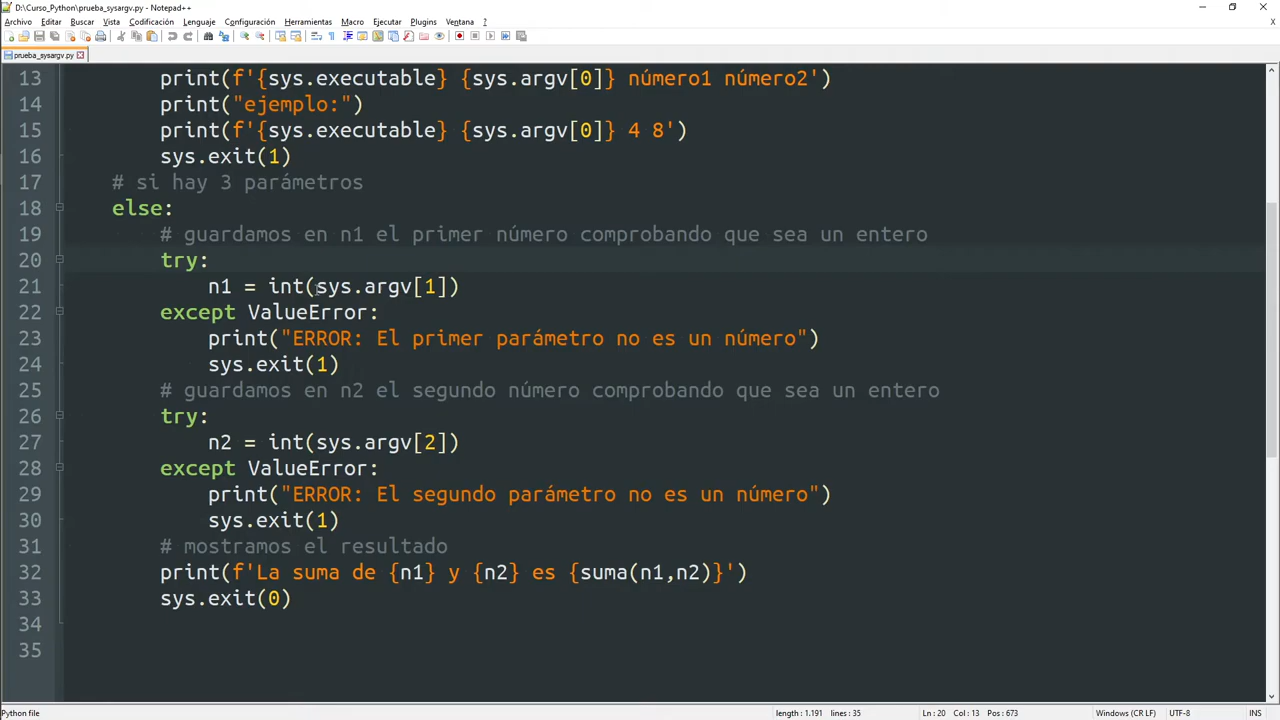 D:\Curso_Python\prueba_sysargv.py - Notepad++
Archivo Editar Buscar Vista Codificación Lenguaje Configuración Herramientas Macro Ejecutar Plugins Ventana ?
prueba_sysargv.py
13 print(f'{sys.executable} {sys.argv[0]} número1 número2')
14 print("ejemplo:")
15 print(f'{sys.executable} {sys.argv[0]} 4 8')
16 sys.exit(1)
17 # si hay 3 parámetros
18 else:
19 # guardamos en n1 el primer número comprobando que sea un entero
20 try:
21 n1 = int(sys.argv[1])
22 except ValueError:
23 print("ERROR: El primer parámetro no es un número")
24 sys.exit(1)
25 # guardamos en n2 el segundo número comprobando que sea un entero
26 try:
27 n2 = int(sys.argv[2])
28 except ValueError:
29 print("ERROR: El segundo parámetro no es un número")
30 sys.exit(1)
31 # mostramos el resultado
32 print(f'La suma de {n1} y {n2} es {suma(n1,n2)}')
33 sys.exit(0)
34
35
Python file length : 1.191 lines : 35 Ln : 20 Col : 13 Pos : 673 Windows (CR LF) UTF-8 INS